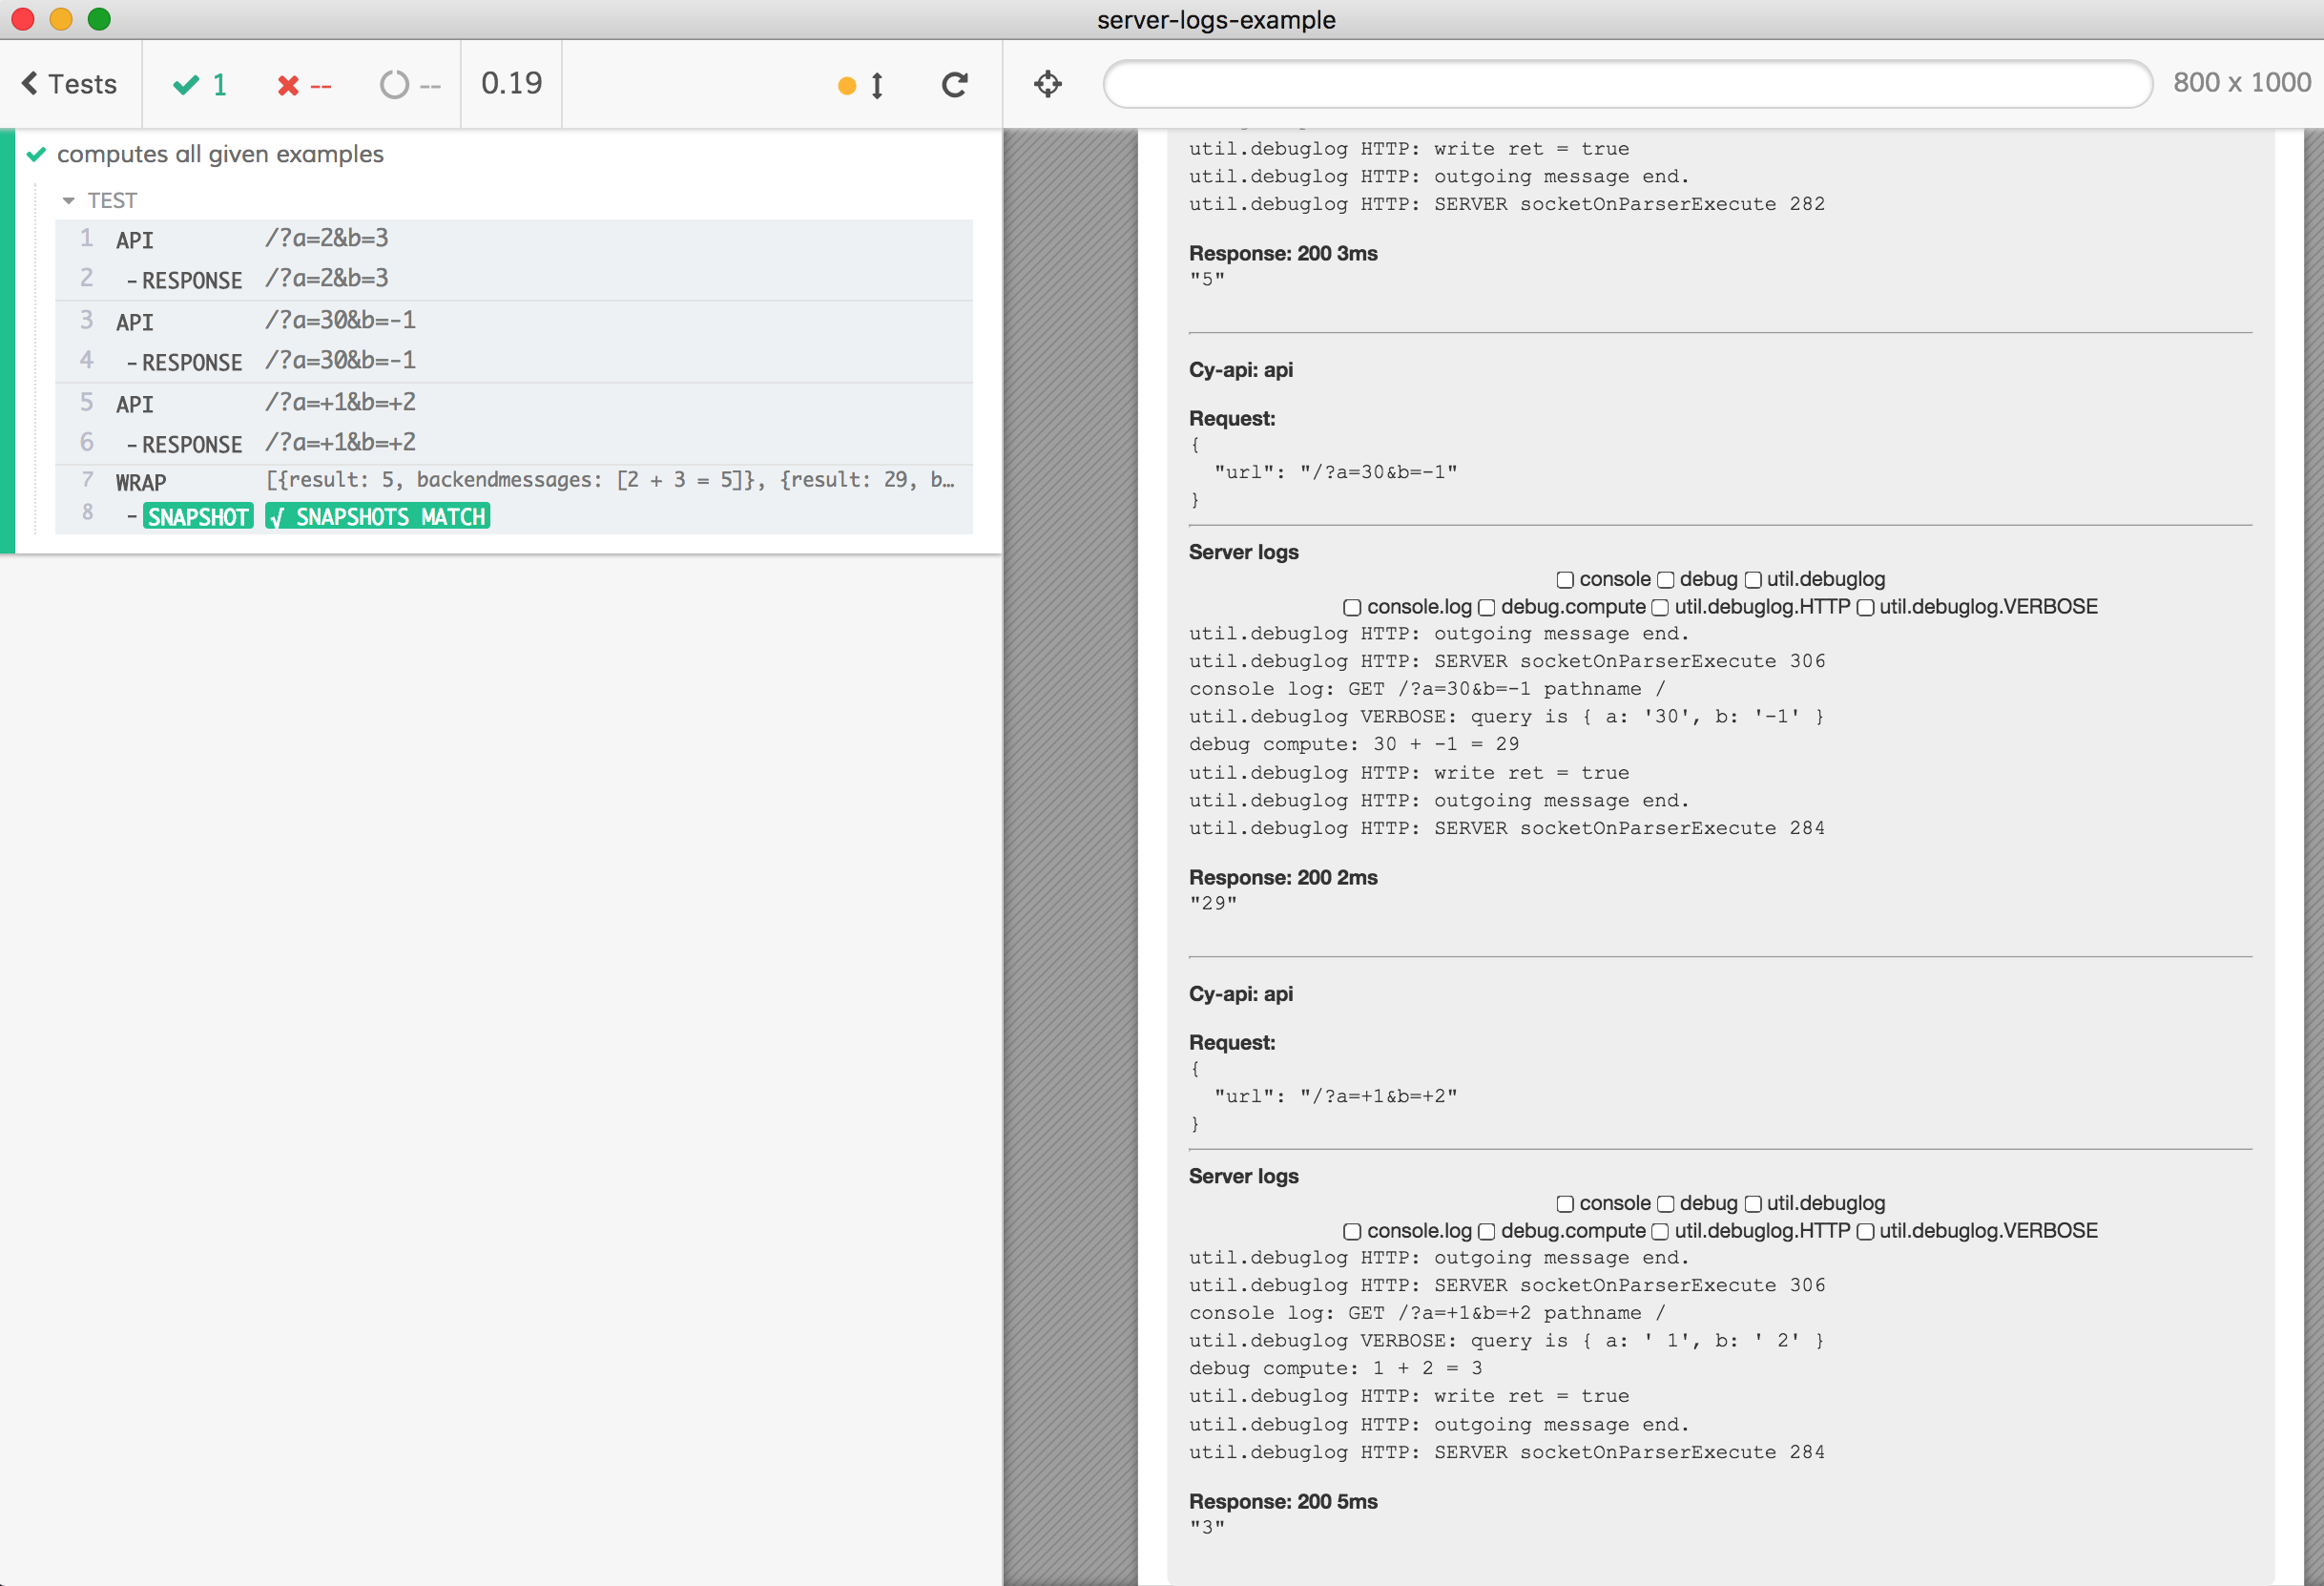 server-logs-example
Tests
1
--
--
0.19
800 x 1000
computes all given examples
TEST
1 API /?a=2&b=3
2 -RESPONSE /?a=2&b=3
3 API /?a=30&b=-1
4 -RESPONSE /?a=30&b=-1
5 API /?a=+1&b=+2
6 -RESPONSE /?a=+1&b=+2
7 WRAP [{result: 5, backendmessages: [2 + 3 = 5]}, {result: 29, b…
8 -SNAPSHOT √ SNAPSHOTS MATCH
util.debuglog HTTP: write ret = true
util.debuglog HTTP: outgoing message end.
util.debuglog HTTP: SERVER socketOnParserExecute 282
Response: 200 3ms
"5"
Cy-api: api
Request:
{
"url": "/?a=30&b=-1"
}
Server logs
console debug util.debuglog
console.log debug.compute util.debuglog.HTTP util.debuglog.VERBOSE
util.debuglog HTTP: outgoing message end.
util.debuglog HTTP: SERVER socketOnParserExecute 306
console log: GET /?a=30&b=-1 pathname /
util.debuglog VERBOSE: query is { a: '30', b: '-1' }
debug compute: 30 + -1 = 29
util.debuglog HTTP: write ret = true
util.debuglog HTTP: outgoing message end.
util.debuglog HTTP: SERVER socketOnParserExecute 284
Response: 200 2ms
"29"
Cy-api: api
Request:
{
"url": "/?a=+1&b=+2"
}
Server logs
console debug util.debuglog
console.log debug.compute util.debuglog.HTTP util.debuglog.VERBOSE
util.debuglog HTTP: outgoing message end.
util.debuglog HTTP: SERVER socketOnParserExecute 306
console log: GET /?a=+1&b=+2 pathname /
util.debuglog VERBOSE: query is { a: ' 1', b: ' 2' }
debug compute: 1 + 2 = 3
util.debuglog HTTP: write ret = true
util.debuglog HTTP: outgoing message end.
util.debuglog HTTP: SERVER socketOnParserExecute 284
Response: 200 5ms
"3"